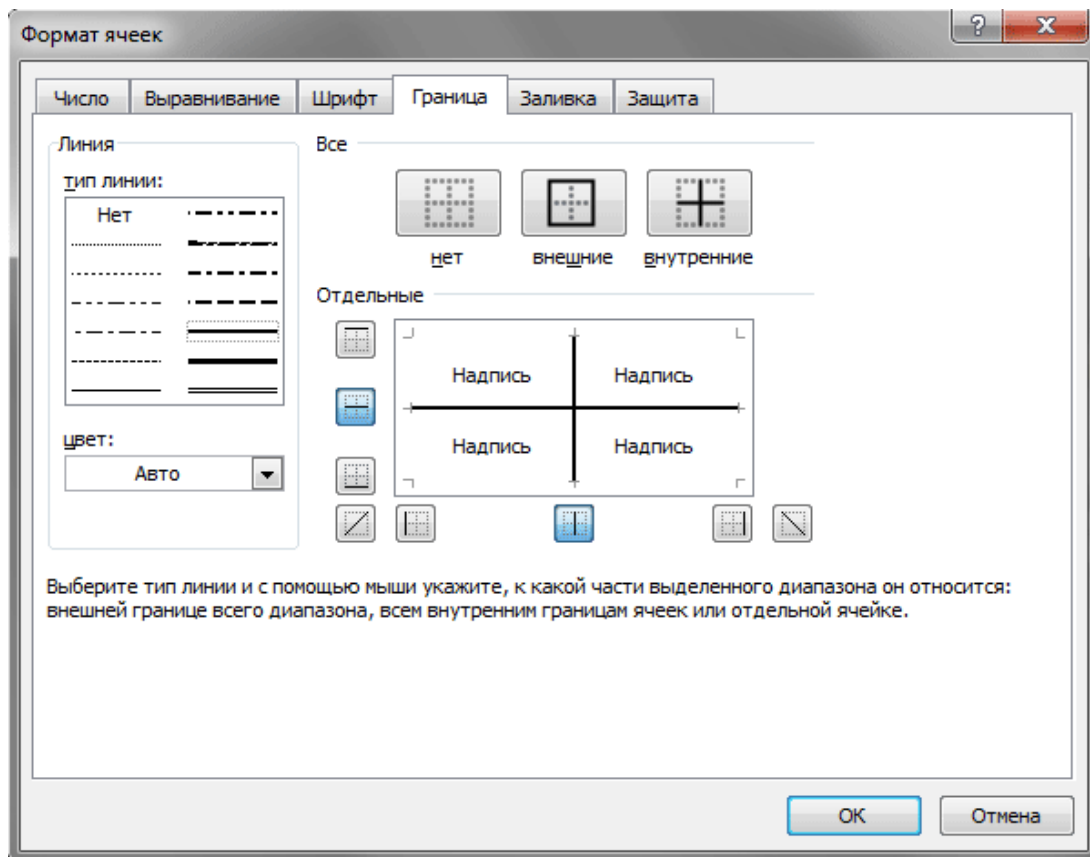 Формат ячеек
?
Число Выравнивание Шрифт Граница Заливка Защита
Линия
тип линии:
Нет
цвет:
Авто
Все
нет внешние внутренние
Отдельные
Надпись Надпись
Надпись Надпись
Выберите тип линии и с помощью мыши укажите, к какой части выделенного диапазона он относится:
внешней границе всего диапазона, всем внутренним границам ячеек или отдельной ячейке.
ОК Отмена